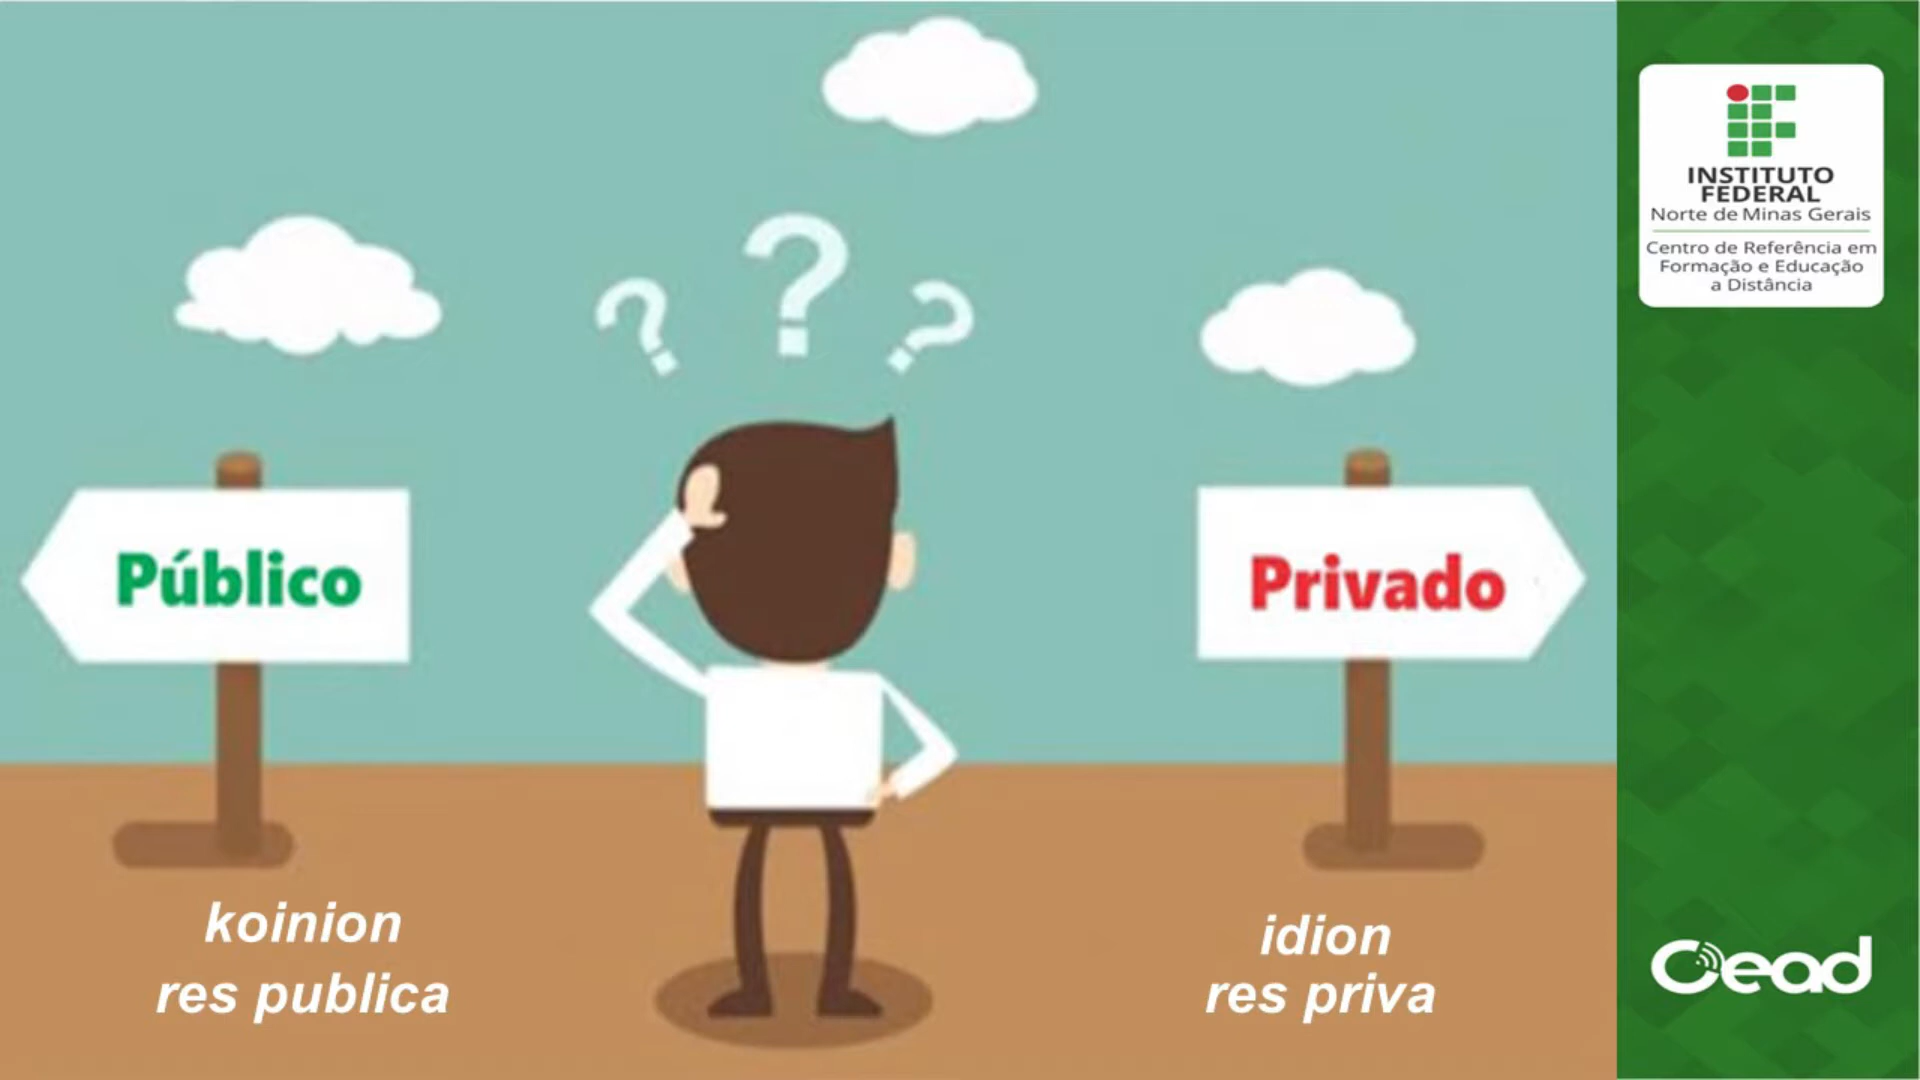 Público
Privado
koinion
res publica
idion
res priva
INSTITUTO
FEDERAL
Norte de Minas Gerais
Centro de Referência em
Formação e Educação
a Distância
Cead
? ? ?